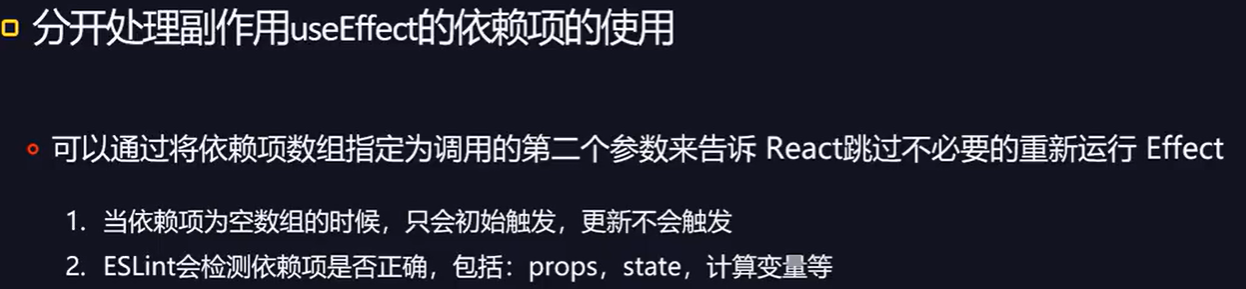 分开处理副作用useEffect的依赖项的使用
可以通过将依赖项数组指定为调用的第二个参数来告诉 React跳过不必要的重新运行 Effect
1. 当依赖项为空数组的时候，只会初始触发，更新不会触发
2. ESLint会检测依赖项是否正确，包括：props，state，计算变量等